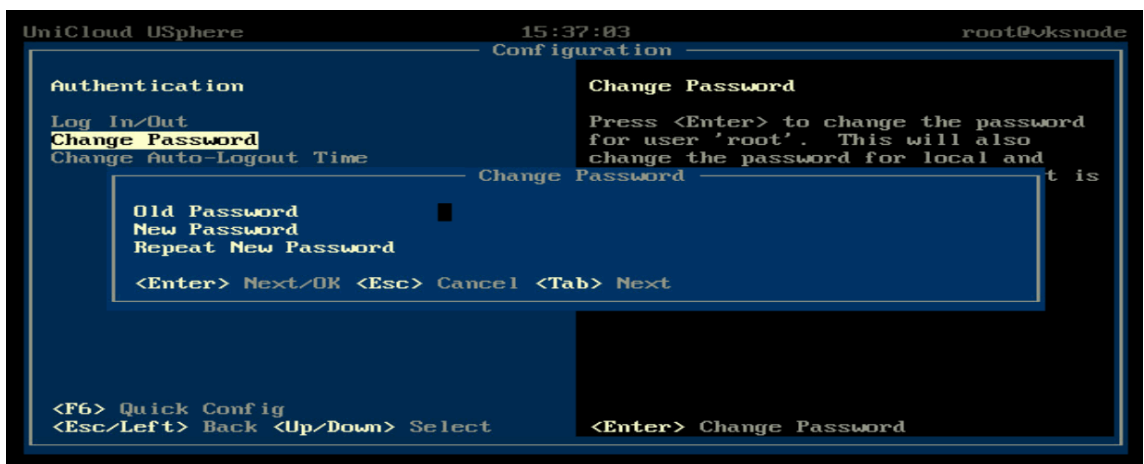 UniCloud USphere 15:37:03 root@vksnode
Configuration
Authentication
Log In/Out
Change Password
Change Auto-Logout Time
Change Password
Press <Enter> to change the password
for user 'root'. This will also
change the password for local and
t is
Change Password
Old Password
New Password
Repeat New Password
<Enter> Next/OK <Esc> Cancel <Tab> Next
<F6> Quick Config
<Esc/Left> Back <Up/Down> Select
<Enter> Change Password